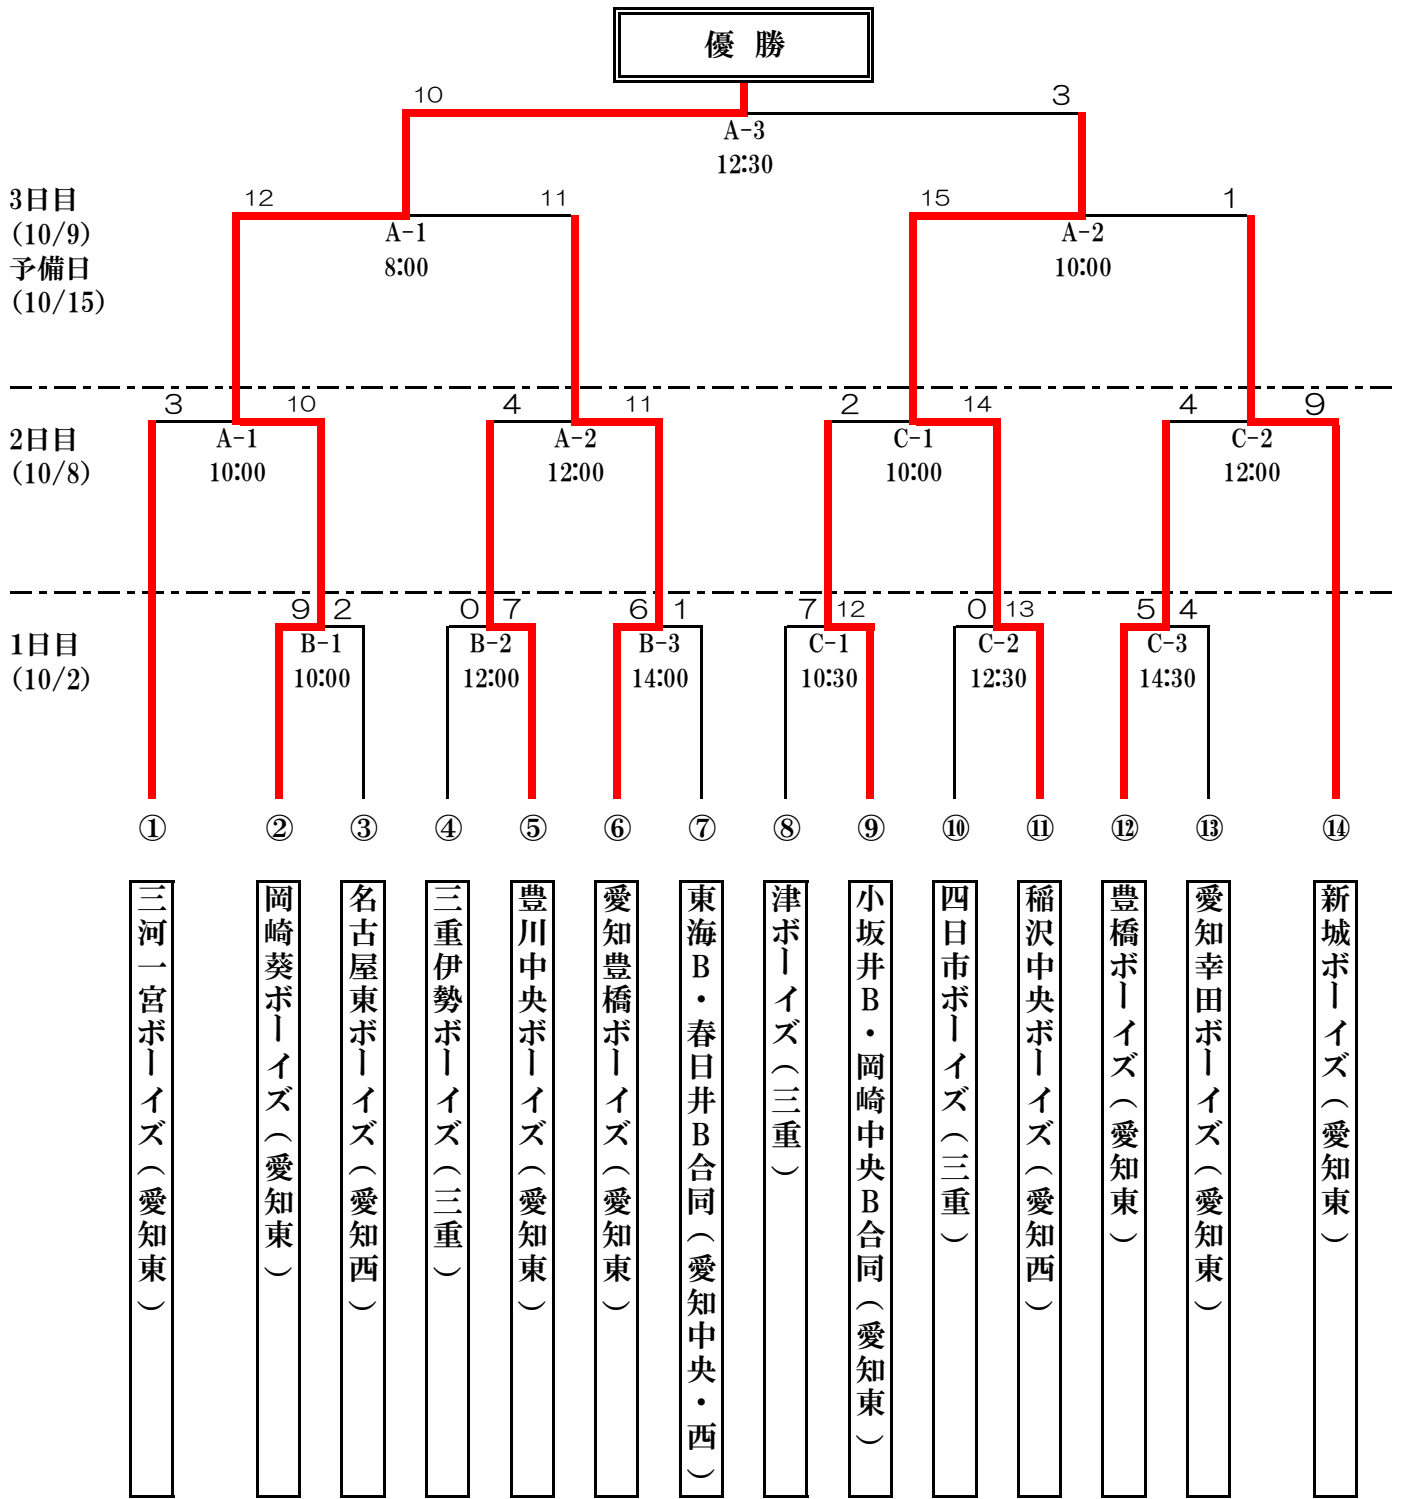 優 勝
10 3
A-3
12:30
3日目
(10/9)
予備日
(10/15)
12 11 15 1
A-1 A-2
8:00 10:00
3 10 4 11 2 14 4 9
2日目
(10/8)
A-1 A-2 C-1 C-2
10:00 12:00 10:00 12:00
9 2 0 7 6 1 7 12 0 13 5 4
1日目
(10/2)
B-1 B-2 B-3 C-1 C-2 C-3
10:00 12:00 14:00 10:30 12:30 14:30
① ② ③ ④ ⑤ ⑥ ⑦ ⑧ ⑨ ⑩ ⑪ ⑫ ⑬ ⑭
三河一宮ボーイズ(愛知東)
岡崎葵ボーイズ(愛知東)
名古屋東ボーイズ(愛知西)
三重伊勢ボーイズ(三重)
豊川中央ボーイズ(愛知東)
愛知豊橋ボーイズ(愛知東)
東海B・春日井B合同(愛知中央・西)
津ボーイズ(三重)
小坂井B・岡崎中央B合同(愛知東)
四日市ボーイズ(三重)
稲沢中央ボーイズ(愛知西)
豊橋ボーイズ(愛知東)
愛知幸田ボーイズ(愛知東)
新城ボーイズ(愛知東)